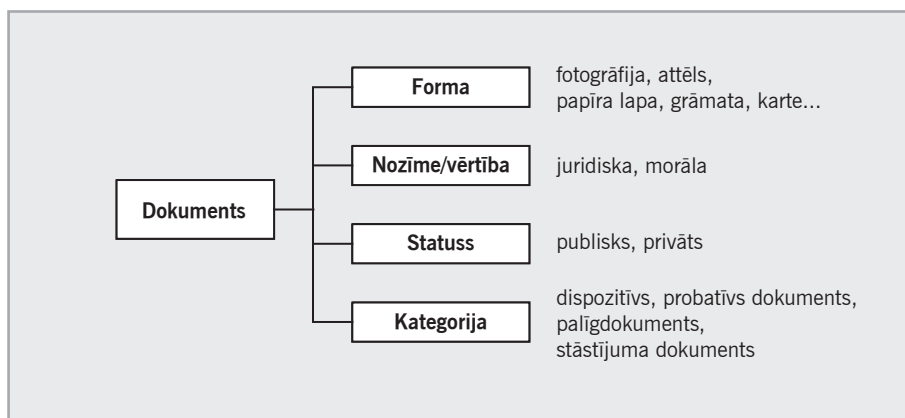 Dokuments
Forma
fotogrāfija, attēls,
papīra lapa, grāmata, karte...
Nozīme/vērtība
juridiska, morāla
Statuss
publisks, privāts
Kategorija
dispozitīvs, probatīvs dokuments,
palīgdokuments,
stāstījuma dokuments